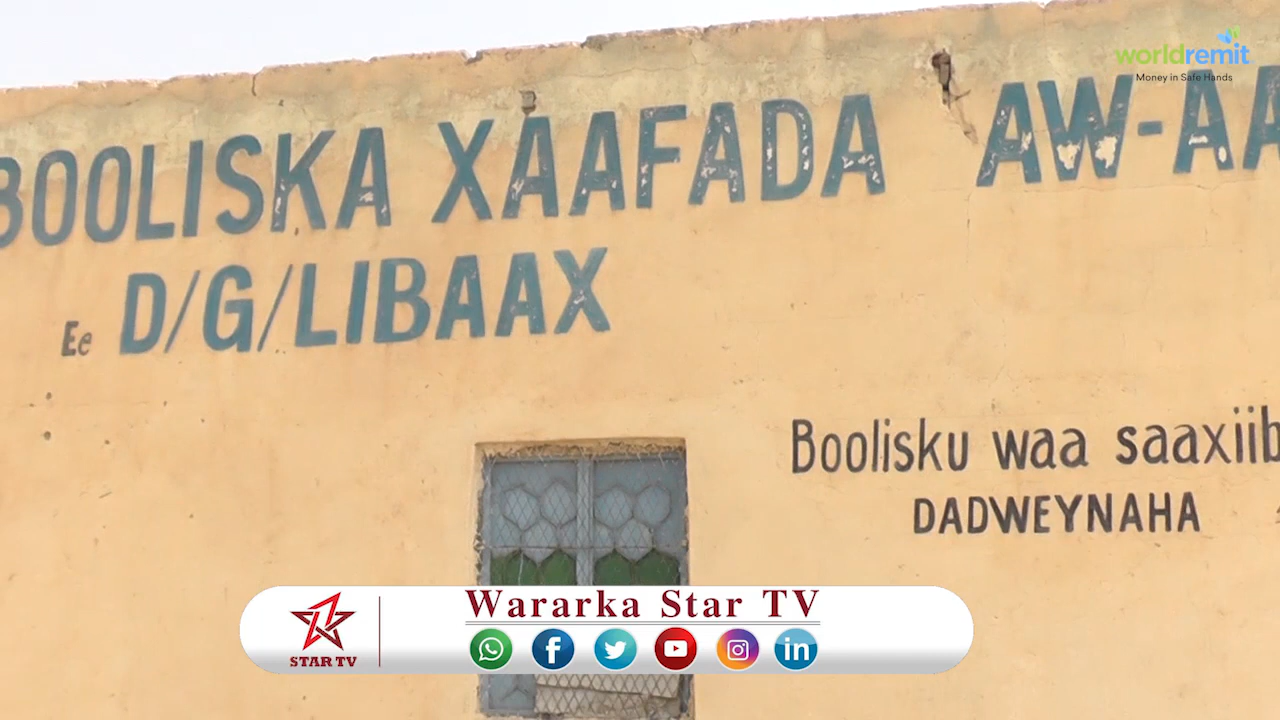 worldremit
Money in Safe Hands
BOOLISKA XAAFADA AW-AA
Ee D/G/LIBAAX
Boolisku waa saaxiib
DADWEYNAHA
Wararka Star TV
STAR TV